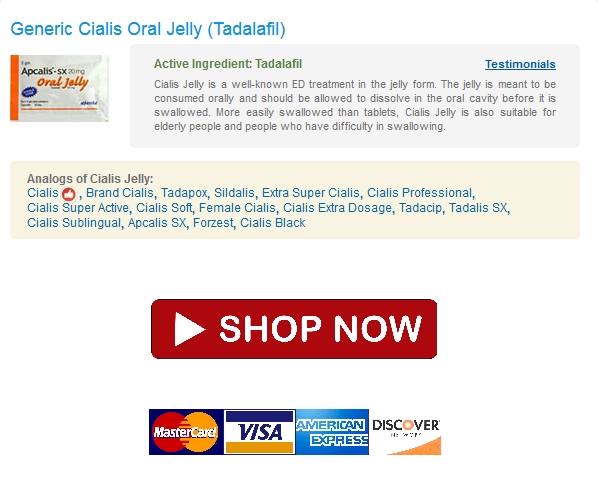 Generic Cialis Oral Jelly (Tadalafil)
Apcalis-SX 20mg
Oral Jelly
Active Ingredient: Tadalafil
Testimonials
Cialis Jelly is a well-known ED treatment in the jelly form. The jelly is meant to
consumed orally and should be allowed to dissolve in the oral cavity before it is
swallowed. More easily swallowed than tablets, Cialis Jelly is also suitable for
elderly people and people who have difficulty in swallowing.
Analogs of Cialis Jelly:
Cialis , Brand Cialis, Tadapox, Sildalis, Extra Super Cialis, Cialis Professional,
Cialis Super Active, Cialis Soft, Female Cialis, Cialis Extra Dosage, Tadacip, Tadalis SX,
Cialis Sublingual, Apcalis SX, Forzest, Cialis Black
SHOP NOW
MasterCard
VISA
AMERICAN EXPRESS
DISCOVER
NETWORK